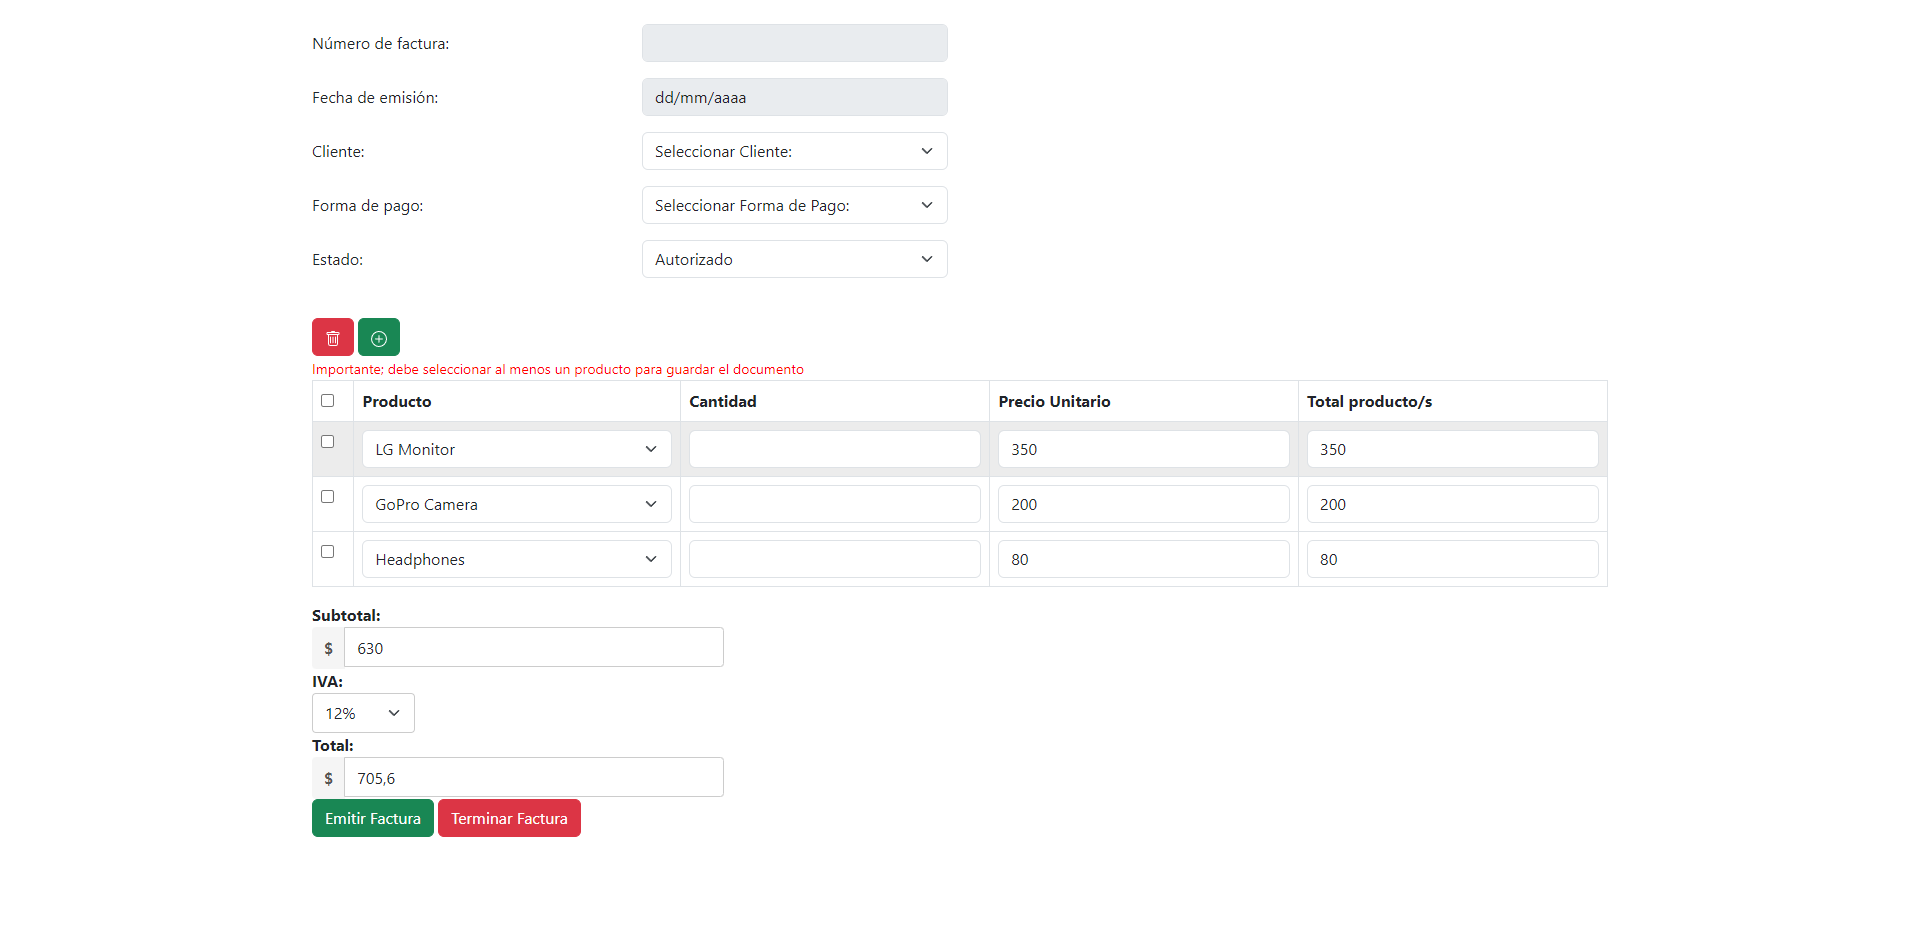 Número de factura:
Fecha de emisión: dd/mm/aaaa
Cliente: Seleccionar Cliente:
Forma de pago: Seleccionar Forma de Pago:
Estado: Autorizado
Importante; debe seleccionar al menos un producto para guardar el documento
Producto Cantidad Precio Unitario Total producto/s
LG Monitor 350 350
GoPro Camera 200 200
Headphones 80 80
Subtotal:
$ 630
IVA:
12%
Total:
$ 705,6
Emitir Factura Terminar Factura